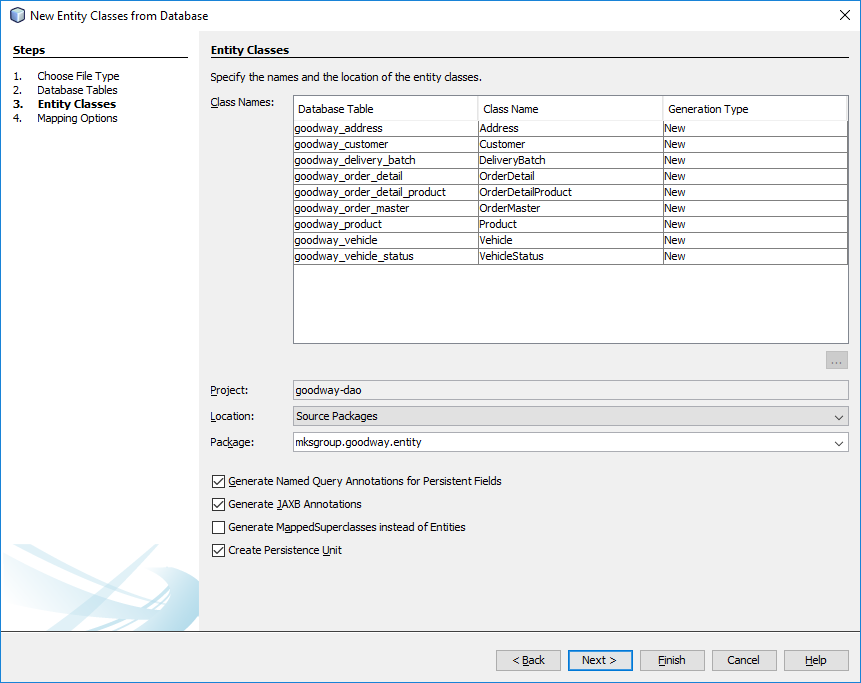 New Entity Classes from Database
Steps
1. Choose File Type
2. Database Tables
3. Entity Classes
4. Mapping Options
Entity Classes
Specify the names and the location of the entity classes.
Class Names:
Database Table Class Name Generation Type
goodway_address Address New
goodway_customer Customer New
goodway_delivery_batch DeliveryBatch New
goodway_order_detail OrderDetail New
goodway_order_detail_product OrderDetailProduct New
goodway_order_master OrderMaster New
goodway_product Product New
goodway_vehicle Vehicle New
goodway_vehicle_status VehicleStatus New
...
Project: goodway-dao
Location: Source Packages
Package: mksgroup.goodway.entity
Generate Named Query Annotations for Persistent Fields
Generate JAXB Annotations
Generate MappedSuperclasses instead of Entities
Create Persistence Unit
< Back Next > Finish Cancel Help